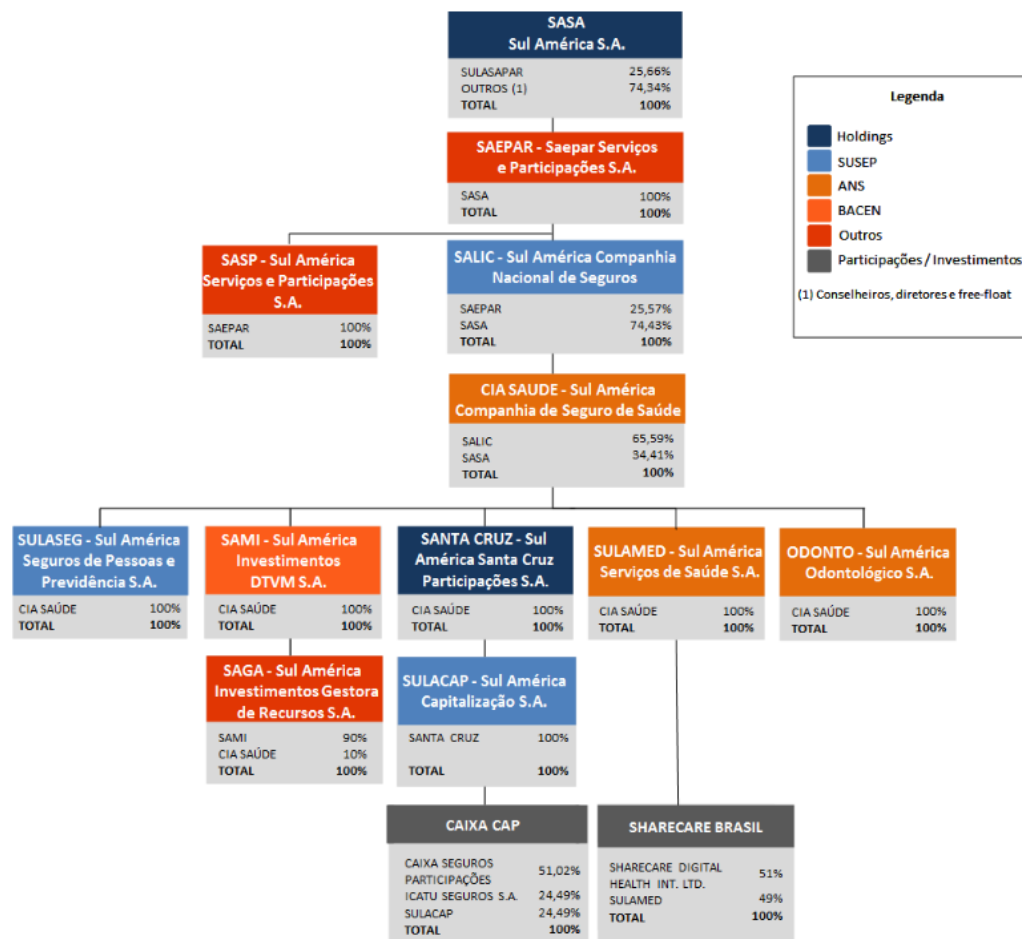 SASA
Sul América S.A.
SULASAPAR 25,66%
OUTROS (1) 74,34%
TOTAL 100%
Legenda
Holdings
SUSEP
ANS
BACEN
Outros
Participações / Investimentos
(1) Conselheiros, diretores e free-float
SAEPAR - Saepar Serviços
e Participações S.A.
SASA 100%
TOTAL 100%
SASP - Sul América
Serviços e Participações
S.A.
SAEPAR 100%
TOTAL 100%
SALIC - Sul América Companhia
Nacional de Seguros
SAEPAR 25,57%
SASA 74,43%
TOTAL 100%
CIA SAUDE - Sul América
Companhia de Seguro de Saúde
SALIC 65,59%
SASA 34,41%
TOTAL 100%
SULASEG - Sul América
Seguros de Pessoas e
Previdência S.A.
CIA SAÚDE 100%
TOTAL 100%
SAMI - Sul América
Investimentos
DTVM S.A.
CIA SAÚDE 100%
TOTAL 100%
SANTA CRUZ - Sul
América Santa Cruz
Participações S.A.
CIA SAÚDE 100%
TOTAL 100%
SULAMED - Sul América
Serviços de Saúde S.A.
CIA SAÚDE 100%
TOTAL 100%
ODONTO - Sul América
Odontológico S.A.
CIA SAÚDE 100%
TOTAL 100%
SAGA - Sul América
Investimentos Gestora
de Recursos S.A.
SAMI 90%
CIA SAÚDE 10%
TOTAL 100%
SULACAP - Sul América
Capitalização S.A.
SANTA CRUZ 100%
TOTAL 100%
CAIXA CAP
CAIXA SEGUROS
PARTICIPAÇÕES 51,02%
ICATU SEGUROS S.A. 24,49%
SULACAP 24,49%
TOTAL 100%
SHARECARE BRASIL
SHARECARE DIGITAL
HEALTH INT. LTD. 51%
SULAMED 49%
TOTAL 100%